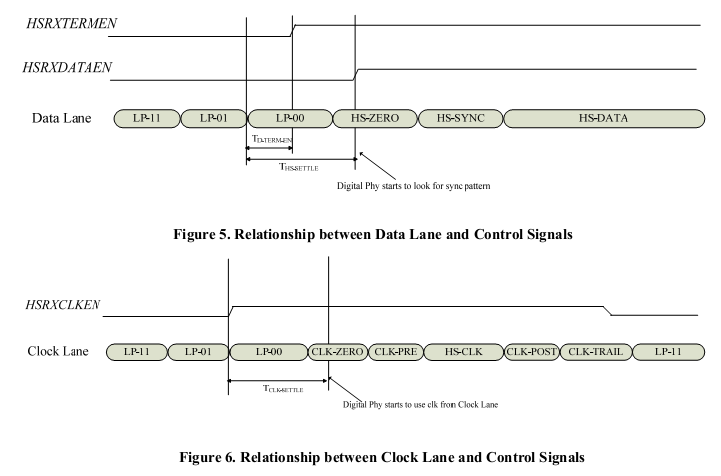 HSRXTERMEN
HSRXDATAEN
Data Lane LP-11 LP-01 LP-00 HS-ZERO HS-SYNC HS-DATA
TD-TERM-EN
THS-SETTLE
Digital Phy starts to look for sync pattern
Figure 5. Relationship between Data Lane and Control Signals
HSRXCLKEN
Clock Lane LP-11 LP-01 LP-00 CLK-ZERO CLK-PRE HS-CLK CLK-POST CLK-TRAIL LP-11
TCLK-SETTLE
Digital Phy starts to use clk from Clock Lane
Figure 6. Relationship between Clock Lane and Control Signals